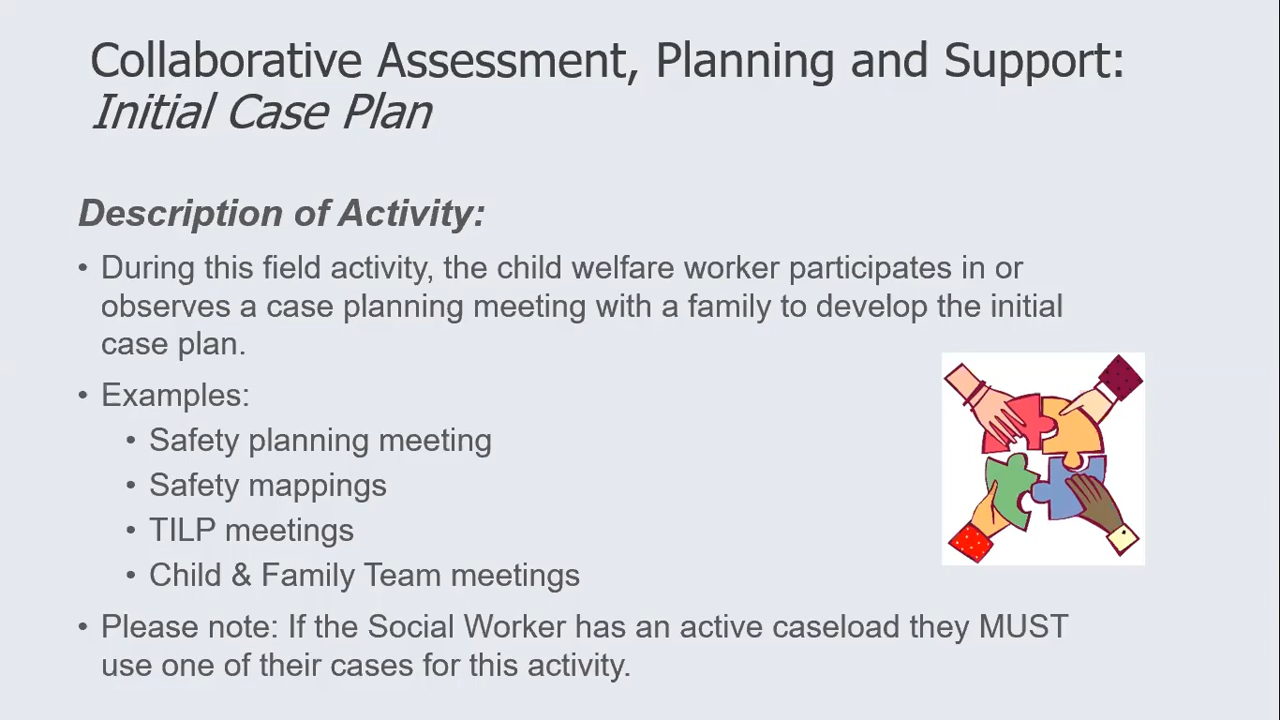 Collaborative Assessment, Planning and Support:
Initial Case Plan
Description of Activity:
• During this field activity, the child welfare worker participates in or
observes a case planning meeting with a family to develop the initial
case plan.
• Examples:
• Safety planning meeting
• Safety mappings
• TILP meetings
• Child & Family Team meetings
• Please note: If the Social Worker has an active caseload they MUST
use one of their cases for this activity.